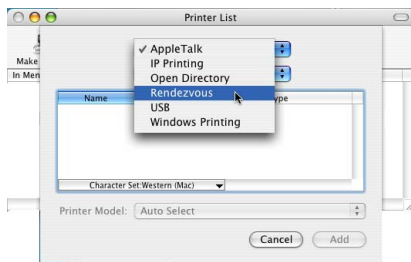 Printer List
Make
In Men
AppleTalk
IP Printing
Open Directory
Rendezvous
USB
Windows Printing
Name
ype
Character Set:Western (Mac)
Printer Model: Auto Select
Cancel Add